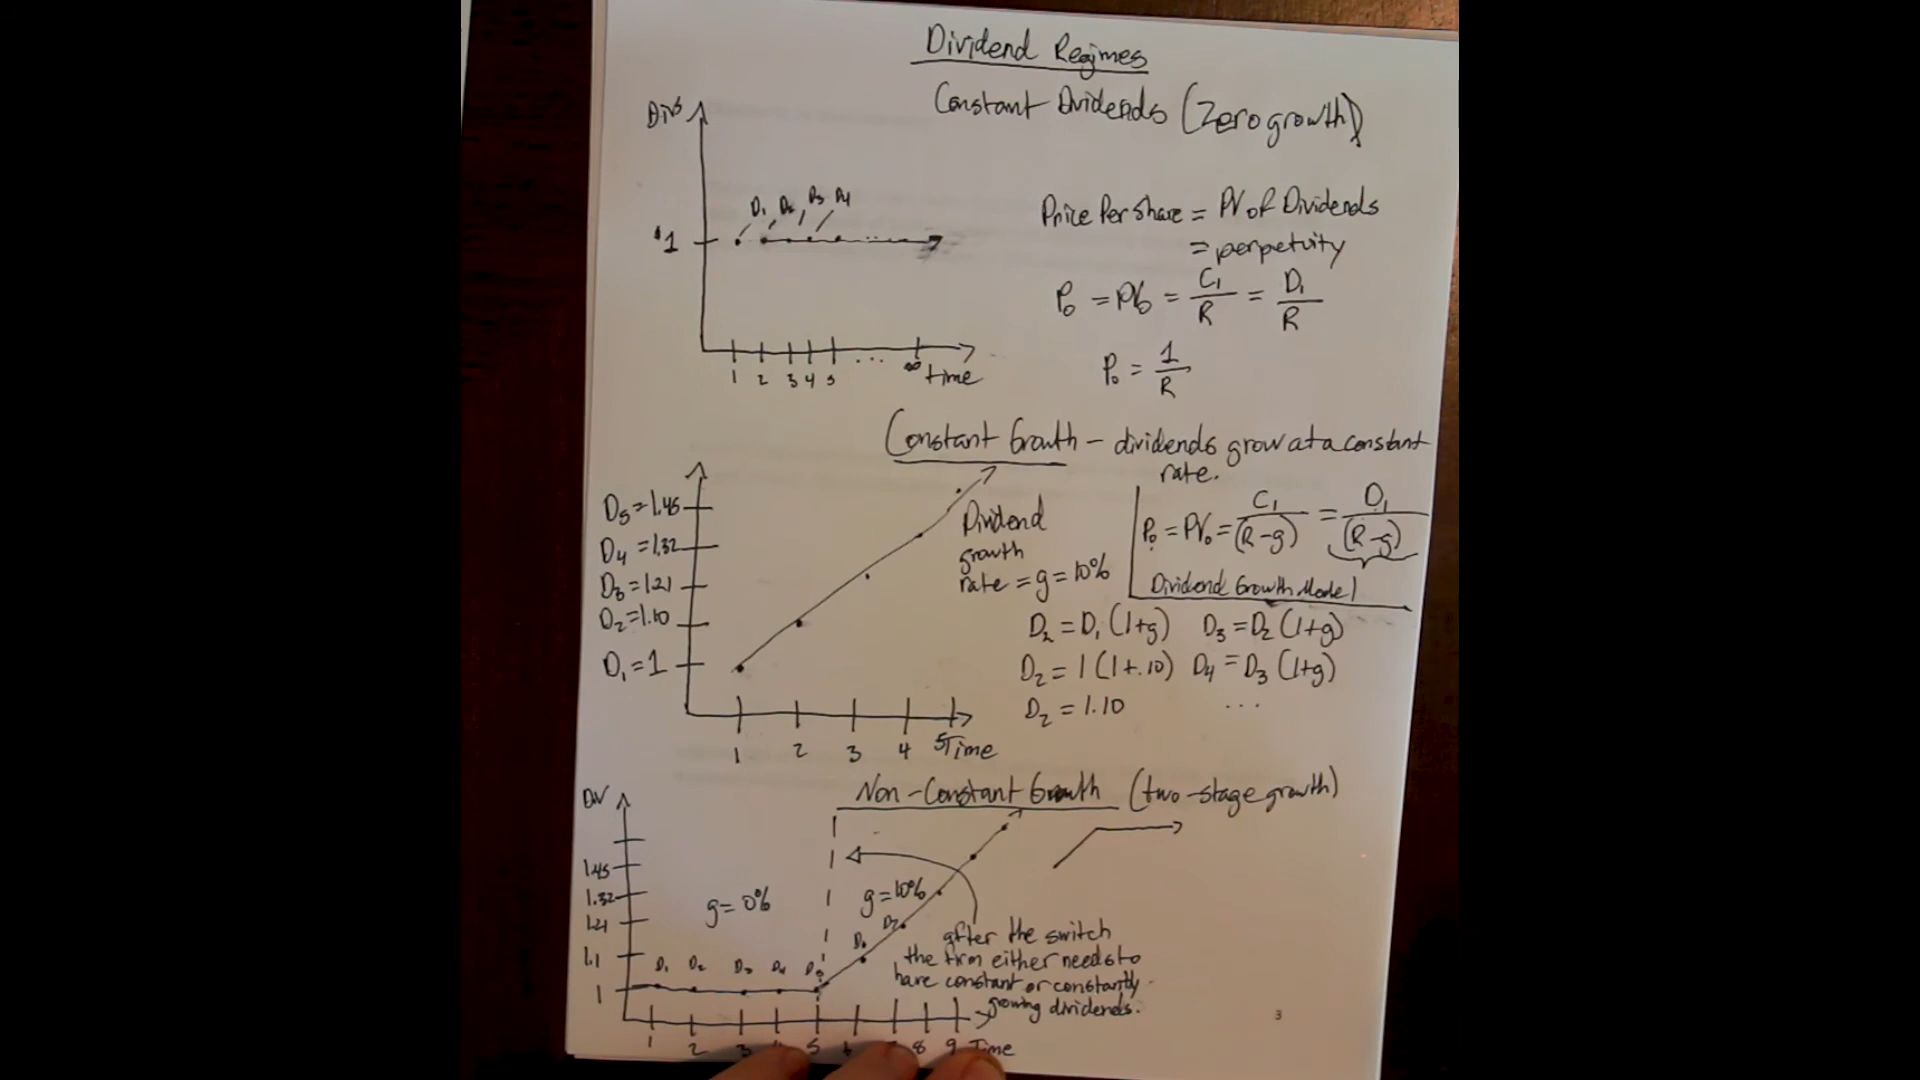 Dividend Regimes
Constant Dividends (Zero growth)
Divs
D1 D2 D3 D4
$1
1 2 3 4 5 ... ∞ time
Price Per Share = PV of Dividends
= perpetuity
P0 = PV0 = C1/R = D1/R
P0 = 1/R
Constant Growth - dividends grow at a constant
rate.
D5 = 1.45
D4 = 1.32
D3 = 1.21
D2 = 1.10
D1 = 1
1 2 3 4 5 Time
Dividend
growth
rate = g = 10%
P0 = PV0 = C1/(R-g) = D1/(R-g)
Dividend Growth Model
D2 = D1 (1+g) D3 = D2 (1+g)
D2 = 1 (1+.10) D4 = D3 (1+g)
D2 = 1.10 ...
Non-Constant Growth (two-stage growth)
Div
1.45
1.32
1.21
1.1
1
g = 0%
g = 10%
D1 D2 D3 D4 D5
D6 D7
after the switch
the firm either needs to
have constant or constantly
growing dividends.
1 2 3 4 5 6 7 8 9 Time
3